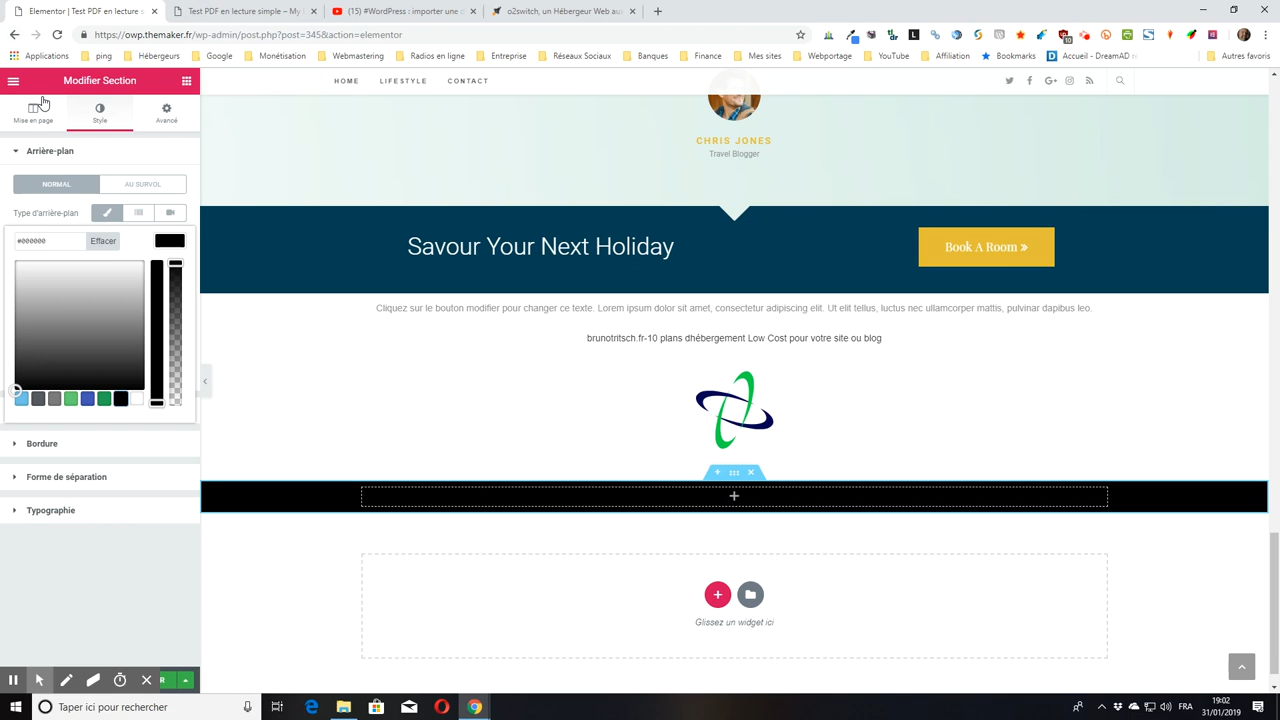 Elementor | Test PDF en lecture s
Test PDF en lecture simple – My
(15) #WordPress : importer une i
o2switch, un Hébergeur Web au
owp.themaker.fr/wp-admin/post.php?post=345&action=elementor
Applications
ping
Hébergeurs
Google
Monétisation
Webmastering
Radios en ligne
Entreprise
Réseaux Sociaux
Banques
Finance
Mes sites
Webportage
YouTube
Affiliation
Bookmarks
Accueil – DreamAD
Autres favoris
Modifier Section
HOME
LIFESTYLE
CONTACT
Mise en page
Style
Avancé
CHRIS JONES
Travel Blogger
Arrière-plan
NORMAL
AU SURVOL
Type d'arrière-plan
#000000
Effacer
Savour Your Next Holiday
Book A Room »
Cliquez sur le bouton modifier pour changer ce texte. Lorem ipsum dolor sit amet, consectetur adipiscing elit. Ut elit tellus, luctus nec ullamcorper mattis, pulvinar dapibus leo.
brunotritsch.fr-10 plans dhébergement Low Cost pour votre site ou blog
Bordure
Forme de séparation
Typographie
Glissez un widget ici
R
Taper ici pour rechercher
FRA
19:02
31/01/2019